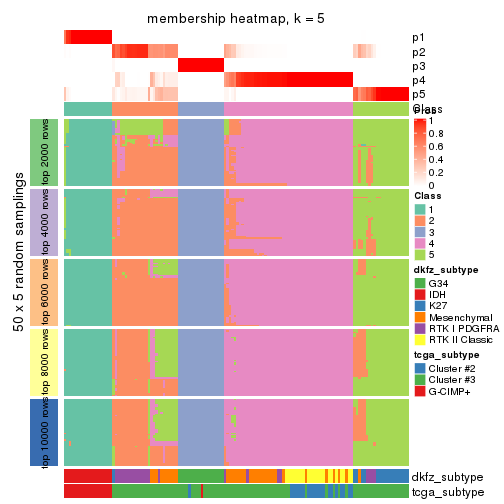 membership heatmap, k = 5
p1
p2
p3
p4
p5
Class
Prob
1
0.8
0.6
0.4
0.2
0
Class
1
2
3
4
5
dkfz_subtype
G34
IDH
K27
Mesenchymal
RTK I PDGFRA
RTK II Classic
tcga_subtype
Cluster #2
Cluster #3
G-CIMP+
50 x 5 random samplings
top 2000 rows
top 4000 rows
top 6000 rows
top 8000 rows
top 10000 rows
dkfz_subtype
tcga_subtype